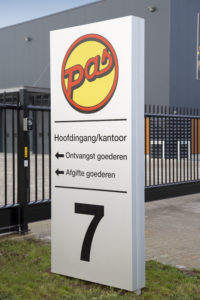 Pas
Hoofdingang/kantoor
Ontvangst goederen
Afgifte goederen
7